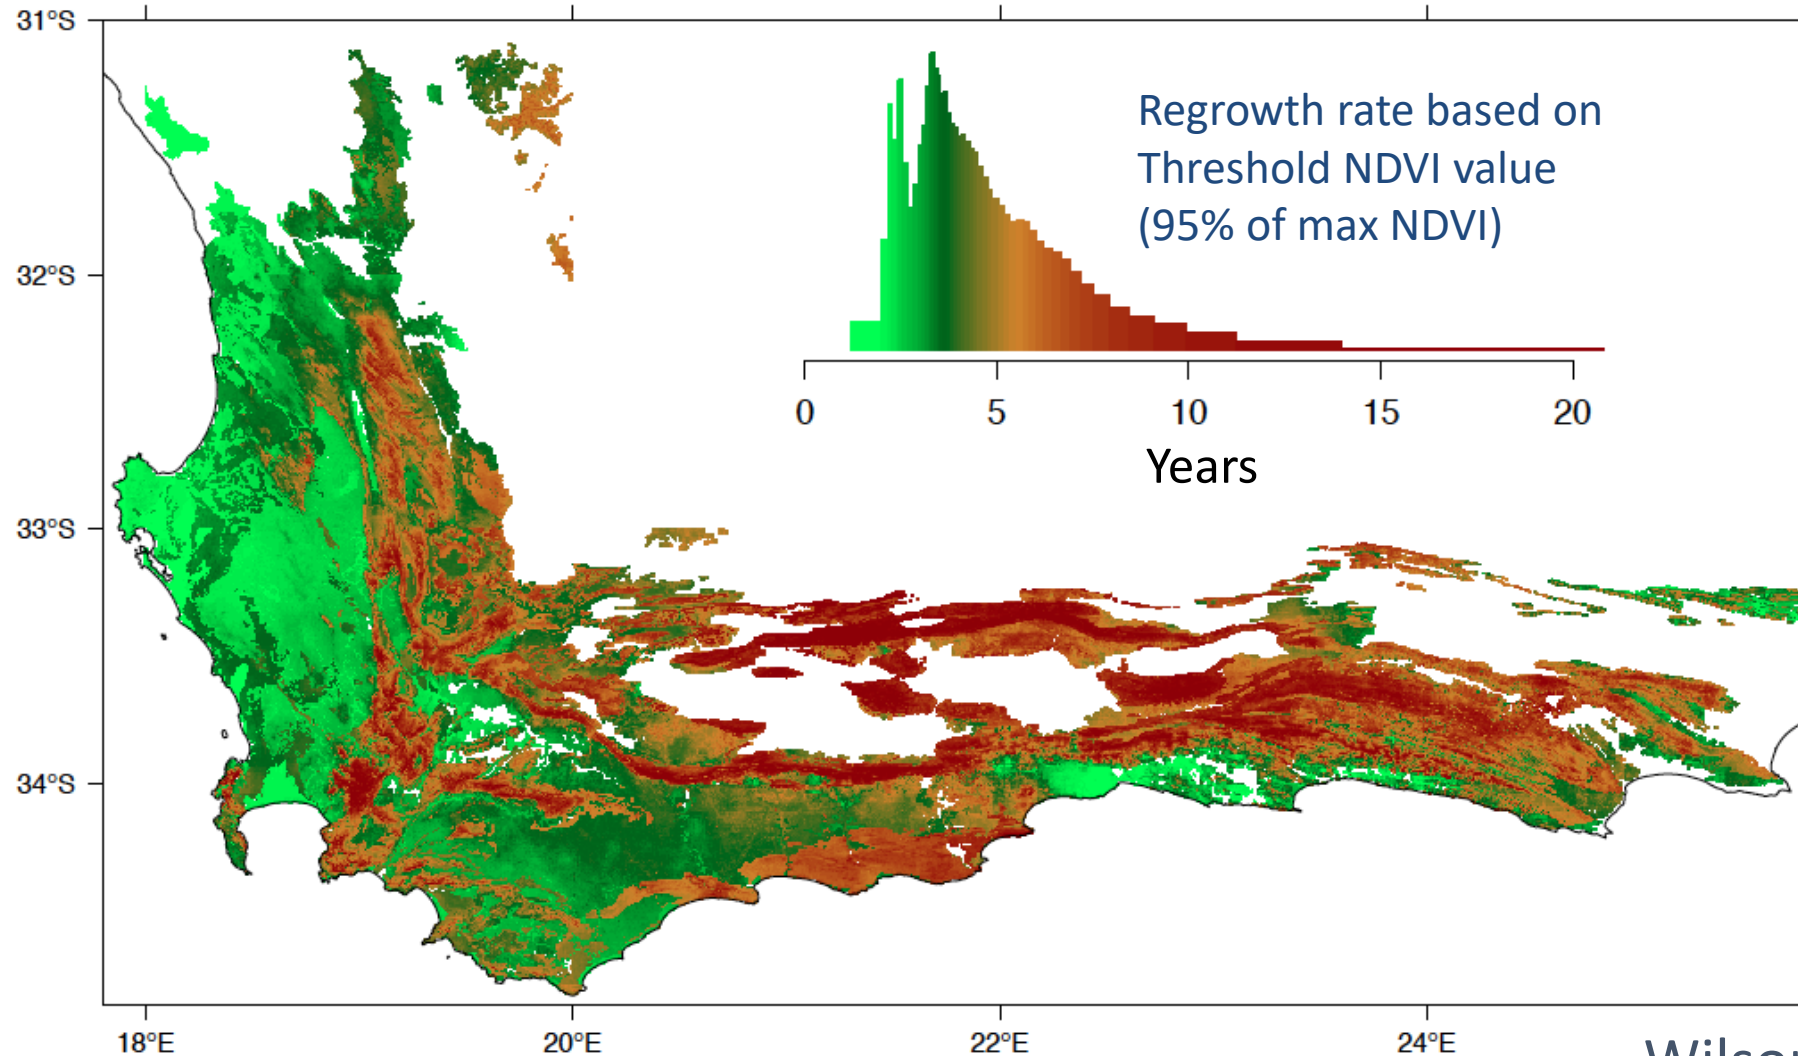 31°S
Regrowth rate based on
Threshold NDVI value
(95% of max NDVI)
32°S
0 5 10 15 20
Years
33°S
34°S
18°E 20°E 22°E 24°E